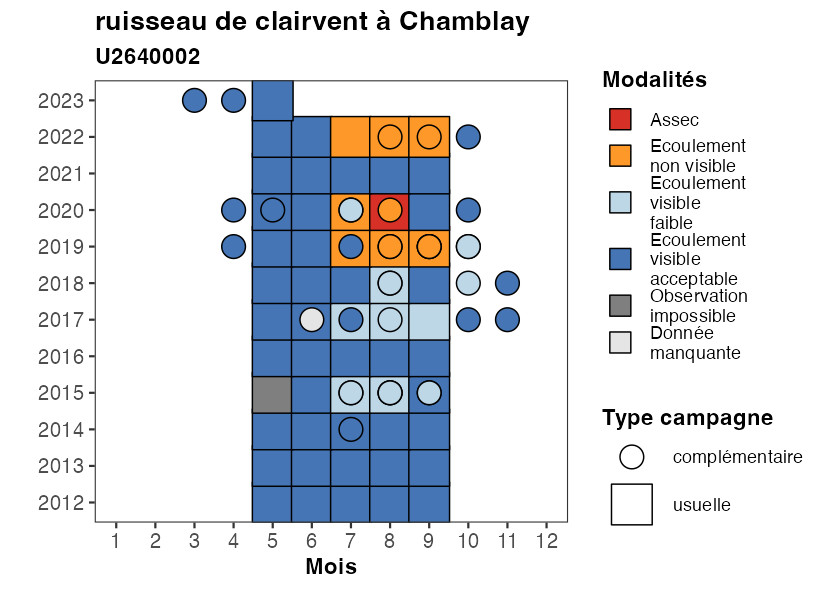 ruisseau de clairvent à Chamblay
U2640002
2023
2022
2021
2020
2019
2018
2017
2016
2015
2014
2013
2012
1 2 3 4 5 6 7 8 9 10 11 12
Mois
Modalités
Assec
Ecoulement
non visible
Ecoulement
visible
faible
Ecoulement
visible
acceptable
Observation
impossible
Donnée
manquante
Type campagne
complémentaire
usuelle